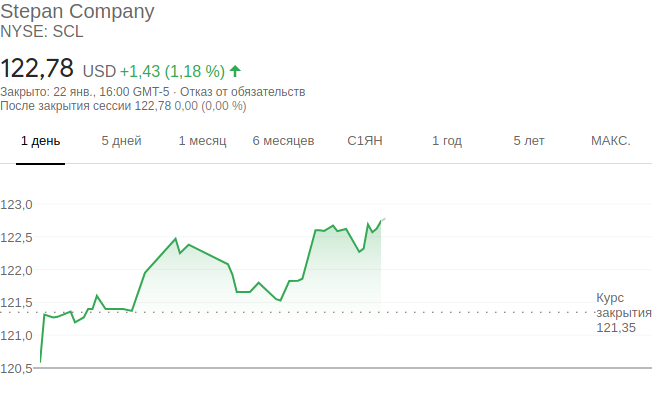 Stepan Company
NYSE: SCL
122,78 USD +1,43 (1,18 %)
Закрыто: 22 янв., 16:00 GMT-5 · Отказ от обязательств
После закрытия сессии 122,78 0,00 (0,00 %)
1 день 5 дней 1 месяц 6 месяцев С1ЯН 1 год 5 лет МАКС.
123,0
122,5
122,0
121,5
121,0
120,5
Курс
закрытия
121,35